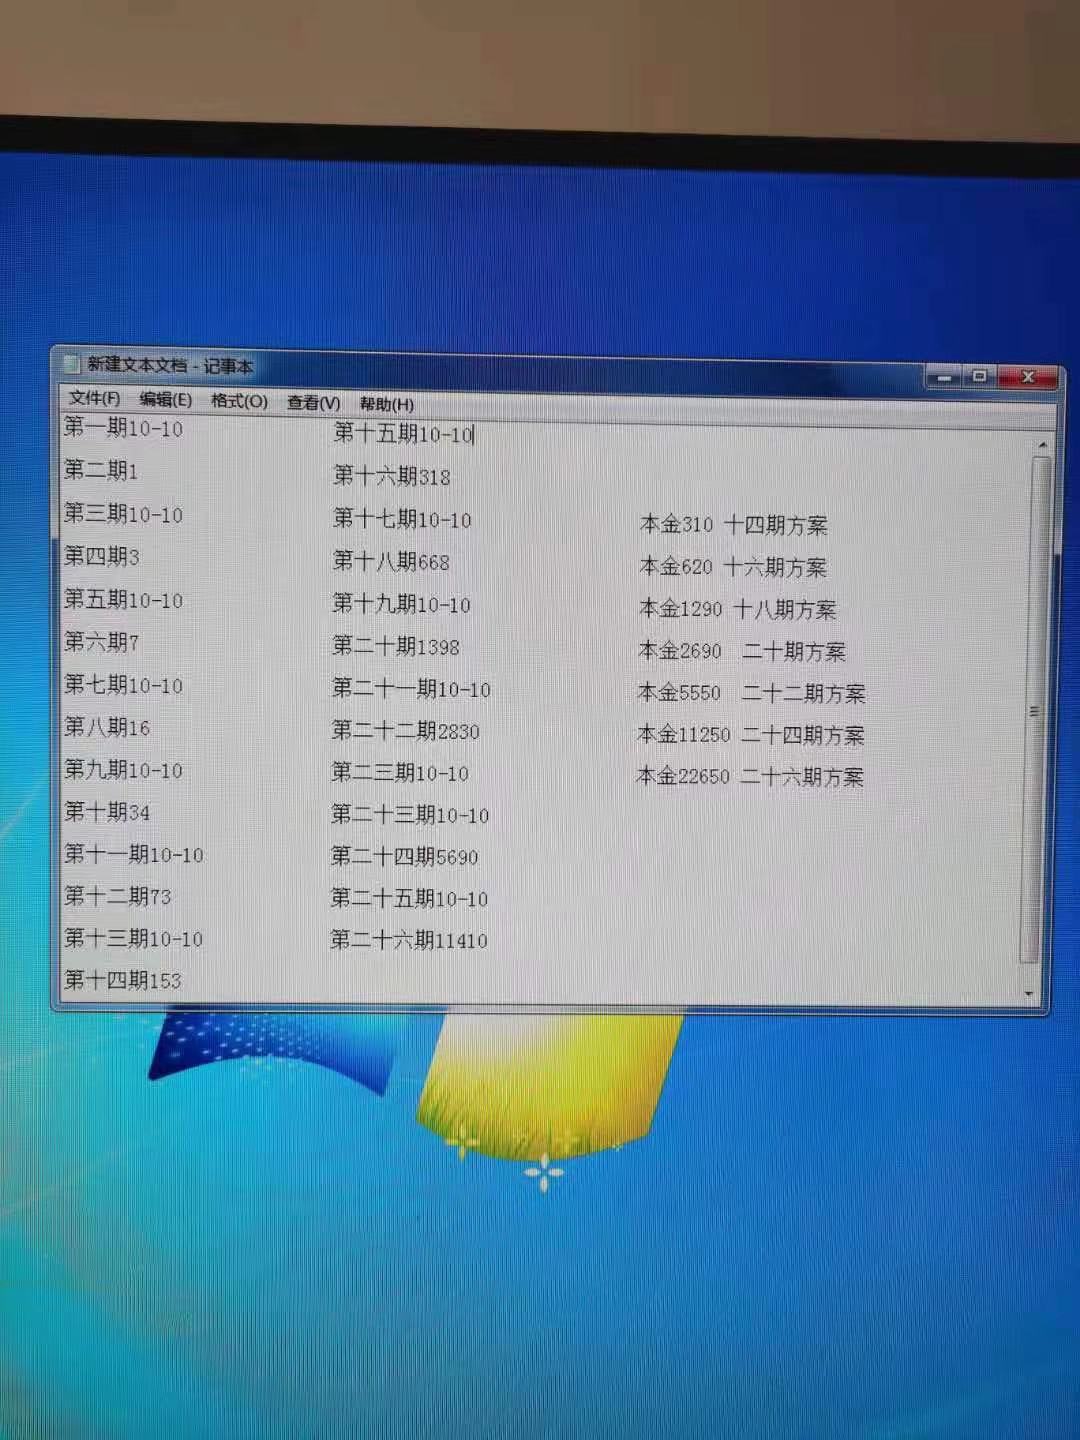 新建文本文档 - 记事本
文件(F) 编辑(E) 格式(O) 查看(V) 帮助(H)
第一期10-10
第二期1
第三期10-10
第四期3
第五期10-10
第六期7
第七期10-10
第八期16
第九期10-10
第十期34
第十一期10-10
第十二期73
第十三期10-10
第十四期153
第十五期10-10
第十六期318
第十七期10-10
第十八期668
第十九期10-10
第二十期1398
第二十一期10-10
第二十二期2830
第二三期10-10
第二十三期10-10
第二十四期5690
第二十五期10-10
第二十六期11410
本金310 十四期方案
本金620 十六期方案
本金1290 十八期方案
本金2690 二十期方案
本金5550 二十二期方案
本金11250 二十四期方案
本金22650 二十六期方案